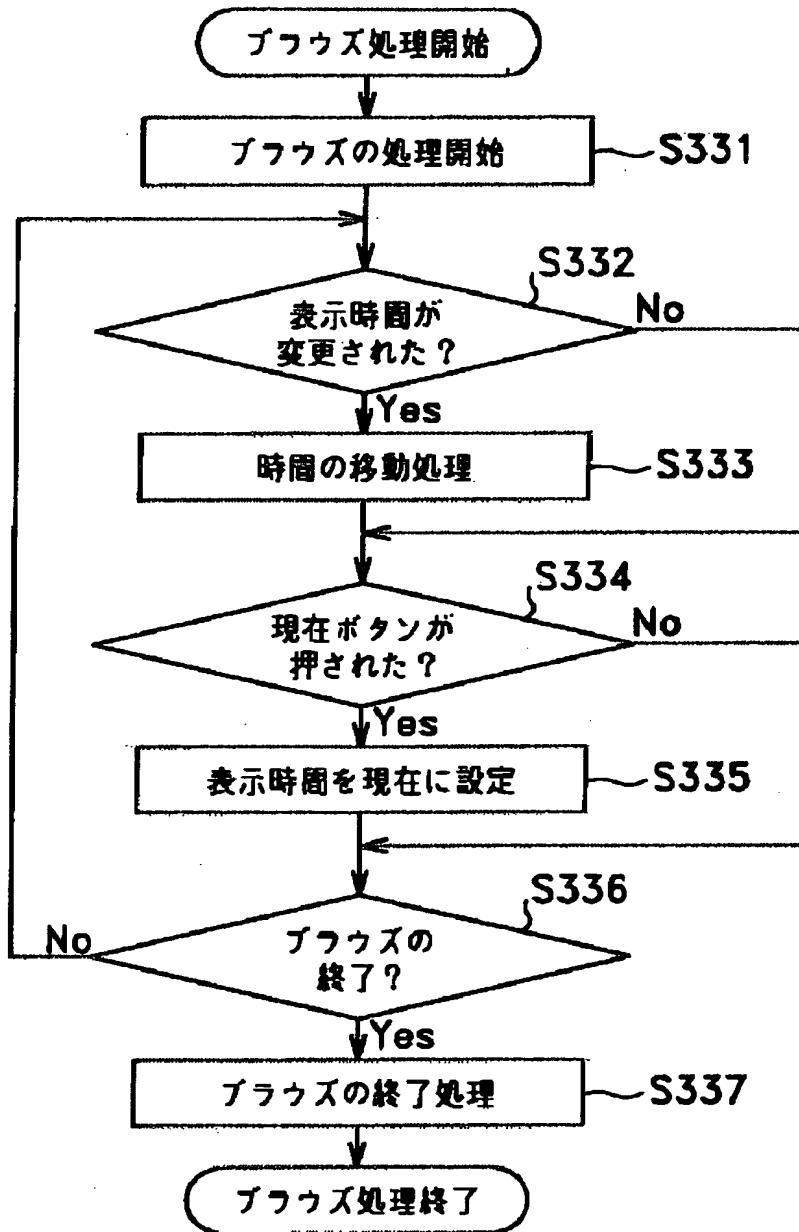 ブラウズ処理開始
ブラウズの処理開始
S331
S332
表示時間が
変更された？
No
Yes
時間の移動処理
S333
S334
現在ボタンが
押された？
No
Yes
表示時間を現在に設定
S335
S336
ブラウズの
終了？
No
Yes
ブラウズの終了処理
S337
ブラウズ処理終了